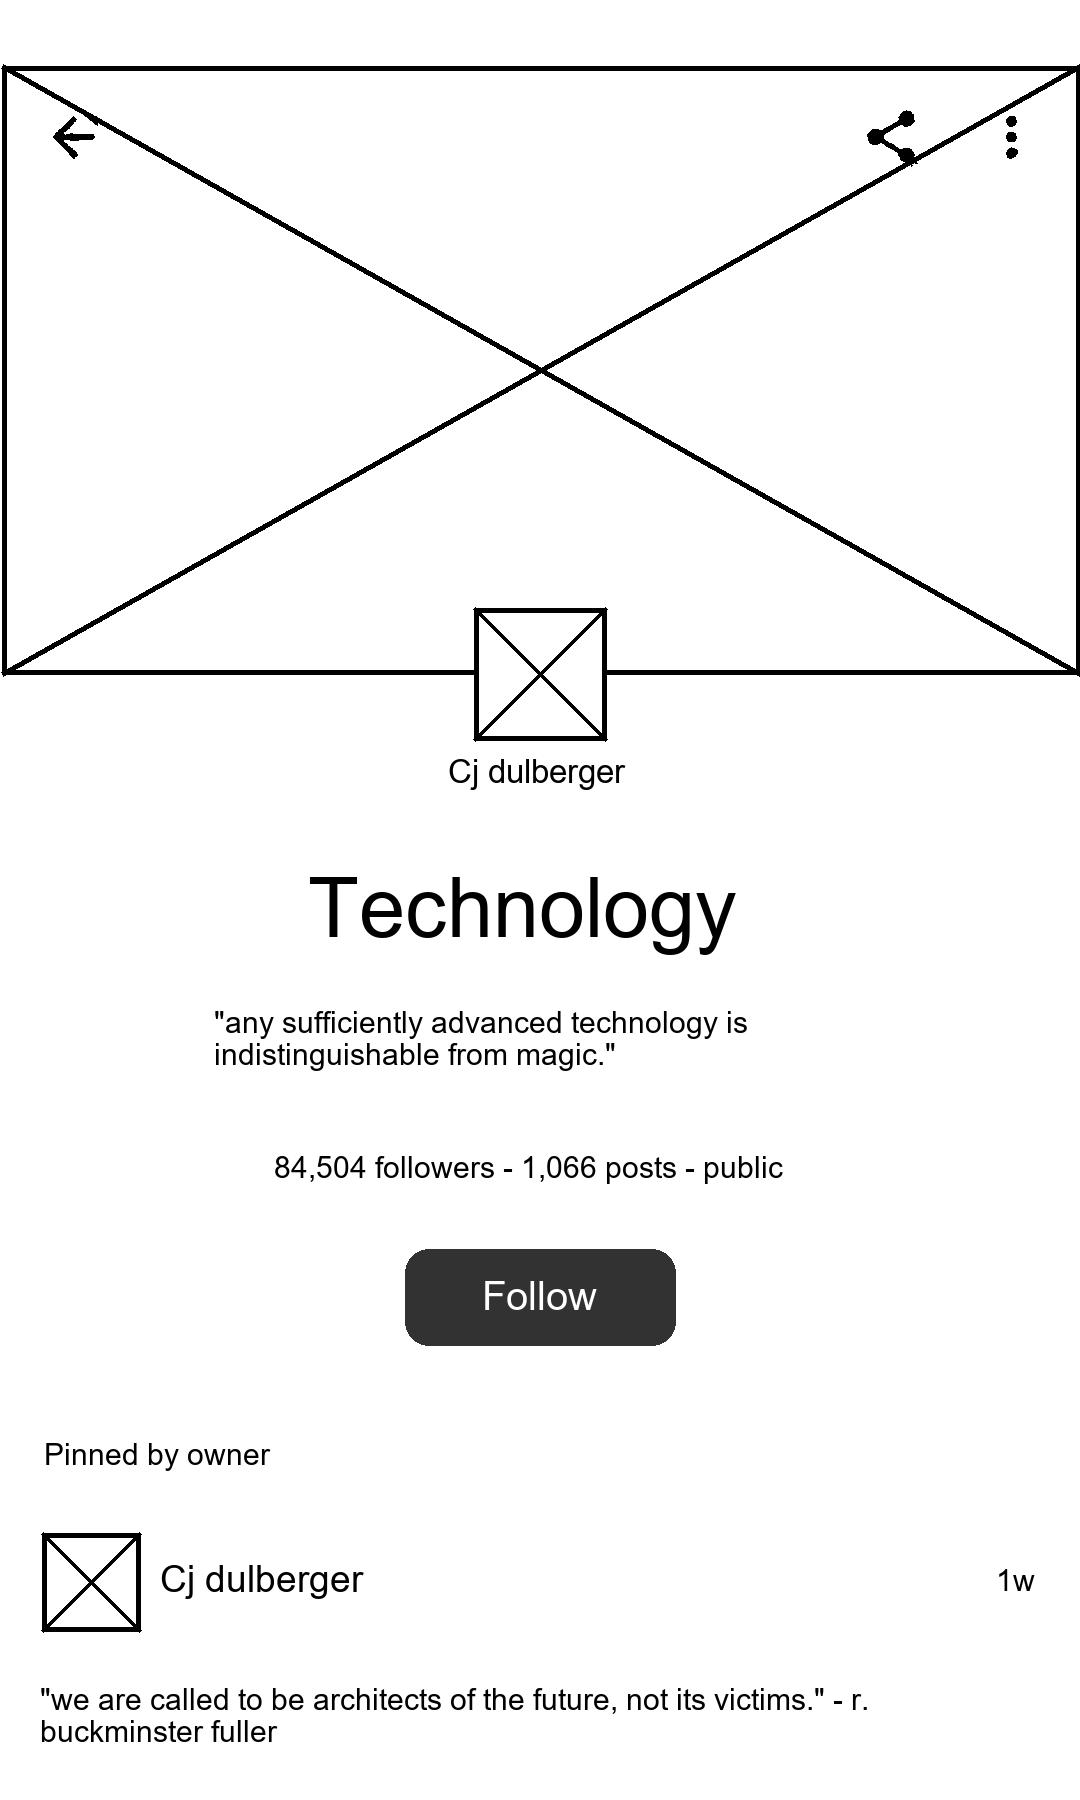 Cj dulberger
Technology
"any sufficiently advanced technology is
indistinguishable from magic."
84,504 followers - 1,066 posts - public
Follow
Pinned by owner
Cj dulberger
1w
"we are called to be architects of the future, not its victims." - r.
buckminster fuller